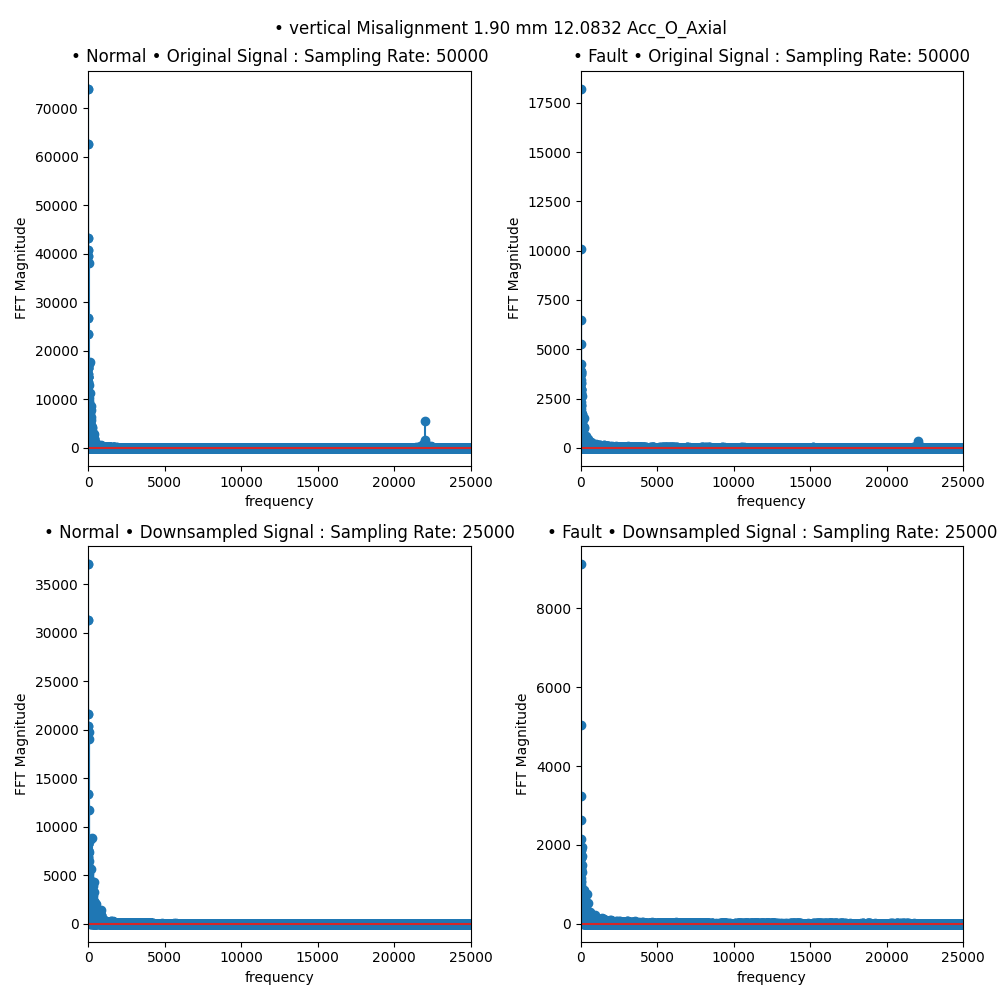 • vertical Misalignment 1.90 mm 12.0832 Acc_O_Axial
• Normal • Original Signal : Sampling Rate: 50000
70000
60000
50000
40000
30000
20000
10000
0
FFT Magnitude
0 5000 10000 15000 20000 25000
frequency
• Fault • Original Signal : Sampling Rate: 50000
17500
15000
12500
10000
7500
5000
2500
0
FFT Magnitude
0 5000 10000 15000 20000 25000
frequency
• Normal • Downsampled Signal : Sampling Rate: 25000
35000
30000
25000
20000
15000
10000
5000
0
FFT Magnitude
0 5000 10000 15000 20000 25000
frequency
• Fault • Downsampled Signal : Sampling Rate: 25000
8000
6000
4000
2000
0
FFT Magnitude
0 5000 10000 15000 20000 25000
frequency